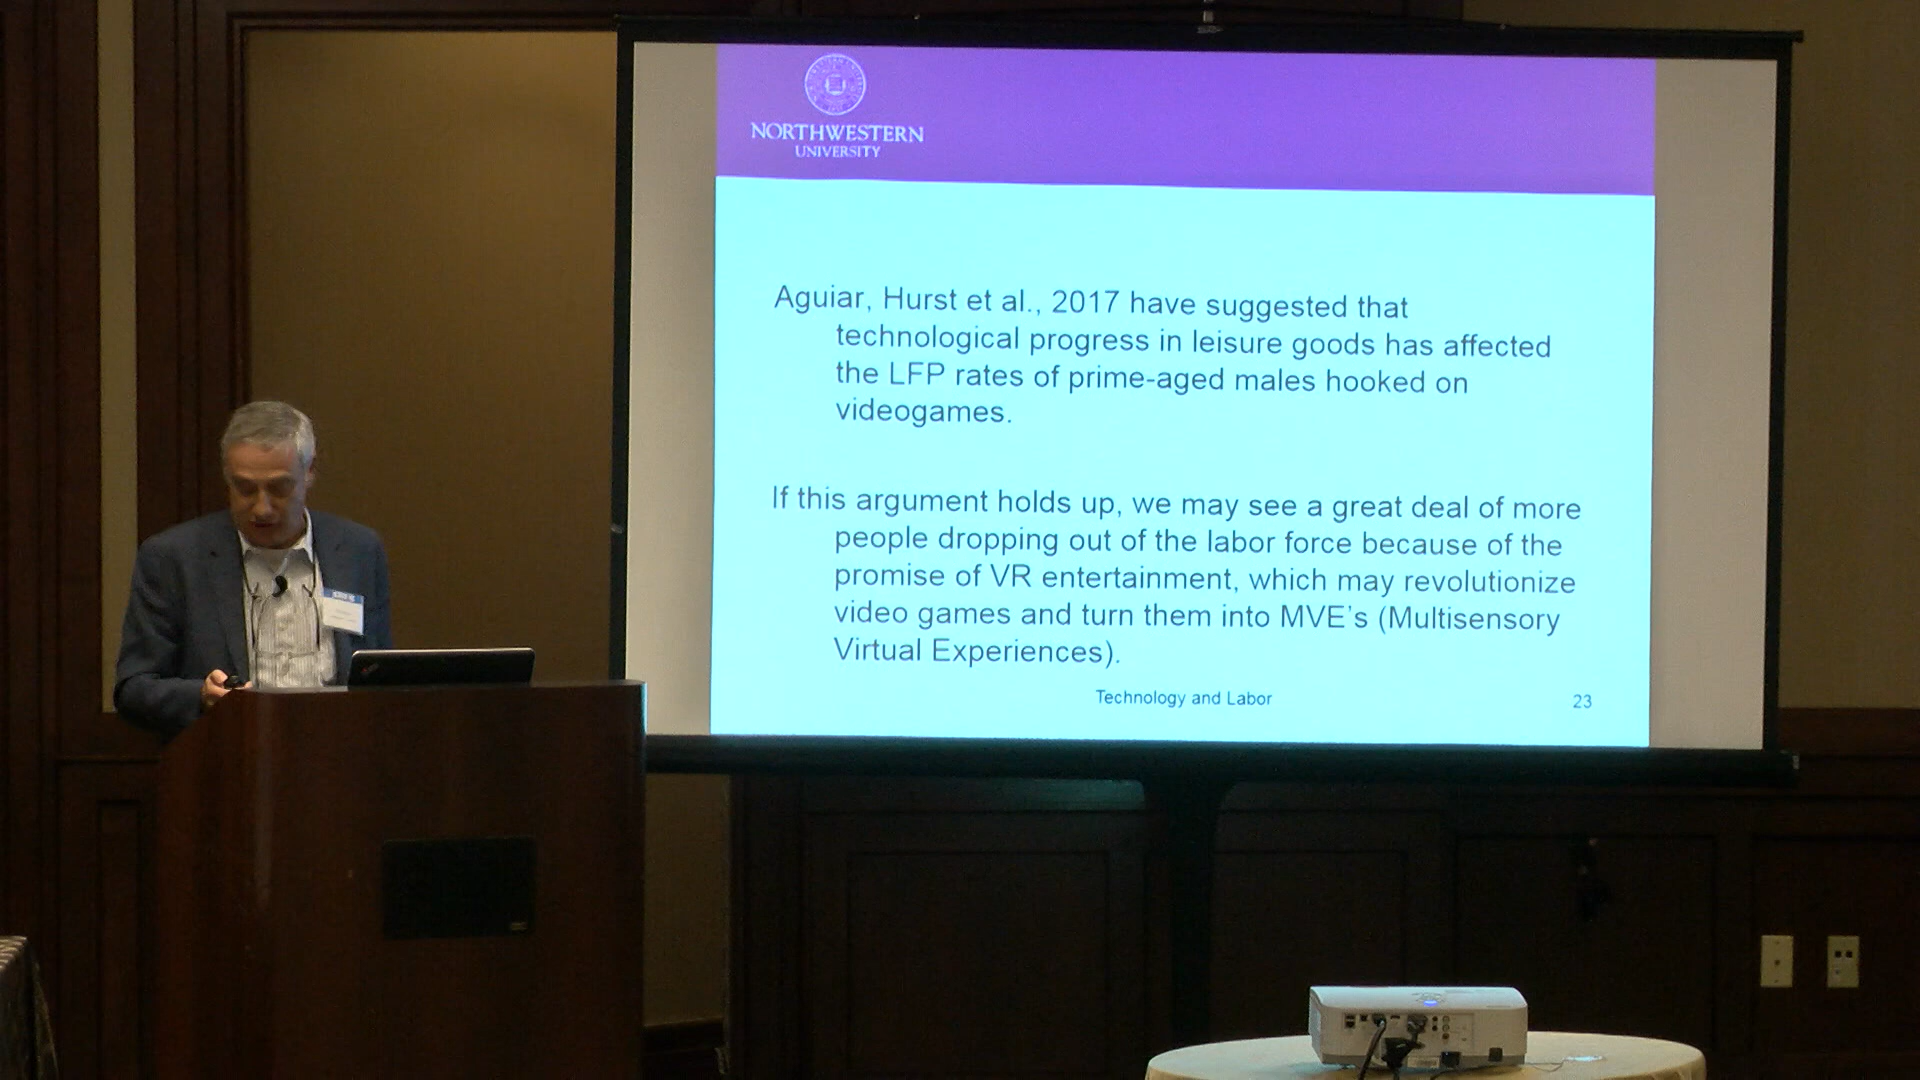 NORTHWESTERN
UNIVERSITY
Aguiar, Hurst et al., 2017 have suggested that
technological progress in leisure goods has affected
the LFP rates of prime-aged males hooked on
videogames.
If this argument holds up, we may see a great deal of more
people dropping out of the labor force because of the
promise of VR entertainment, which may revolutionize
video games and turn them into MVE's (Multisensory
Virtual Experiences).
Technology and Labor
23